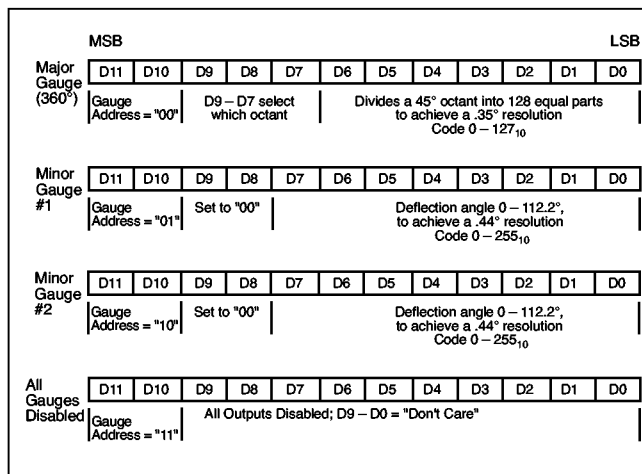 MSB LSB
Major Gauge (360°) D11 D10 D9 D8 D7 D6 D5 D4 D3 D2 D1 D0
Gauge Address = "00" D9 – D7 select which octant Divides a 45° octant into 128 equal parts to achieve a .35° resolution Code 0 – 127₁₀
Minor Gauge #1 D11 D10 D9 D8 D7 D6 D5 D4 D3 D2 D1 D0
Gauge Address = "01" Set to "00" Deflection angle 0 – 112.2°, to achieve a .44° resolution Code 0 – 255₁₀
Minor Gauge #2 D11 D10 D9 D8 D7 D6 D5 D4 D3 D2 D1 D0
Gauge Address = "10" Set to "00" Deflection angle 0 – 112.2°, to achieve a .44° resolution Code 0 – 255₁₀
All Gauges Disabled D11 D10 D9 D8 D7 D6 D5 D4 D3 D2 D1 D0
Gauge Address = "11" All Outputs Disabled; D9 – D0 = "Don't Care"